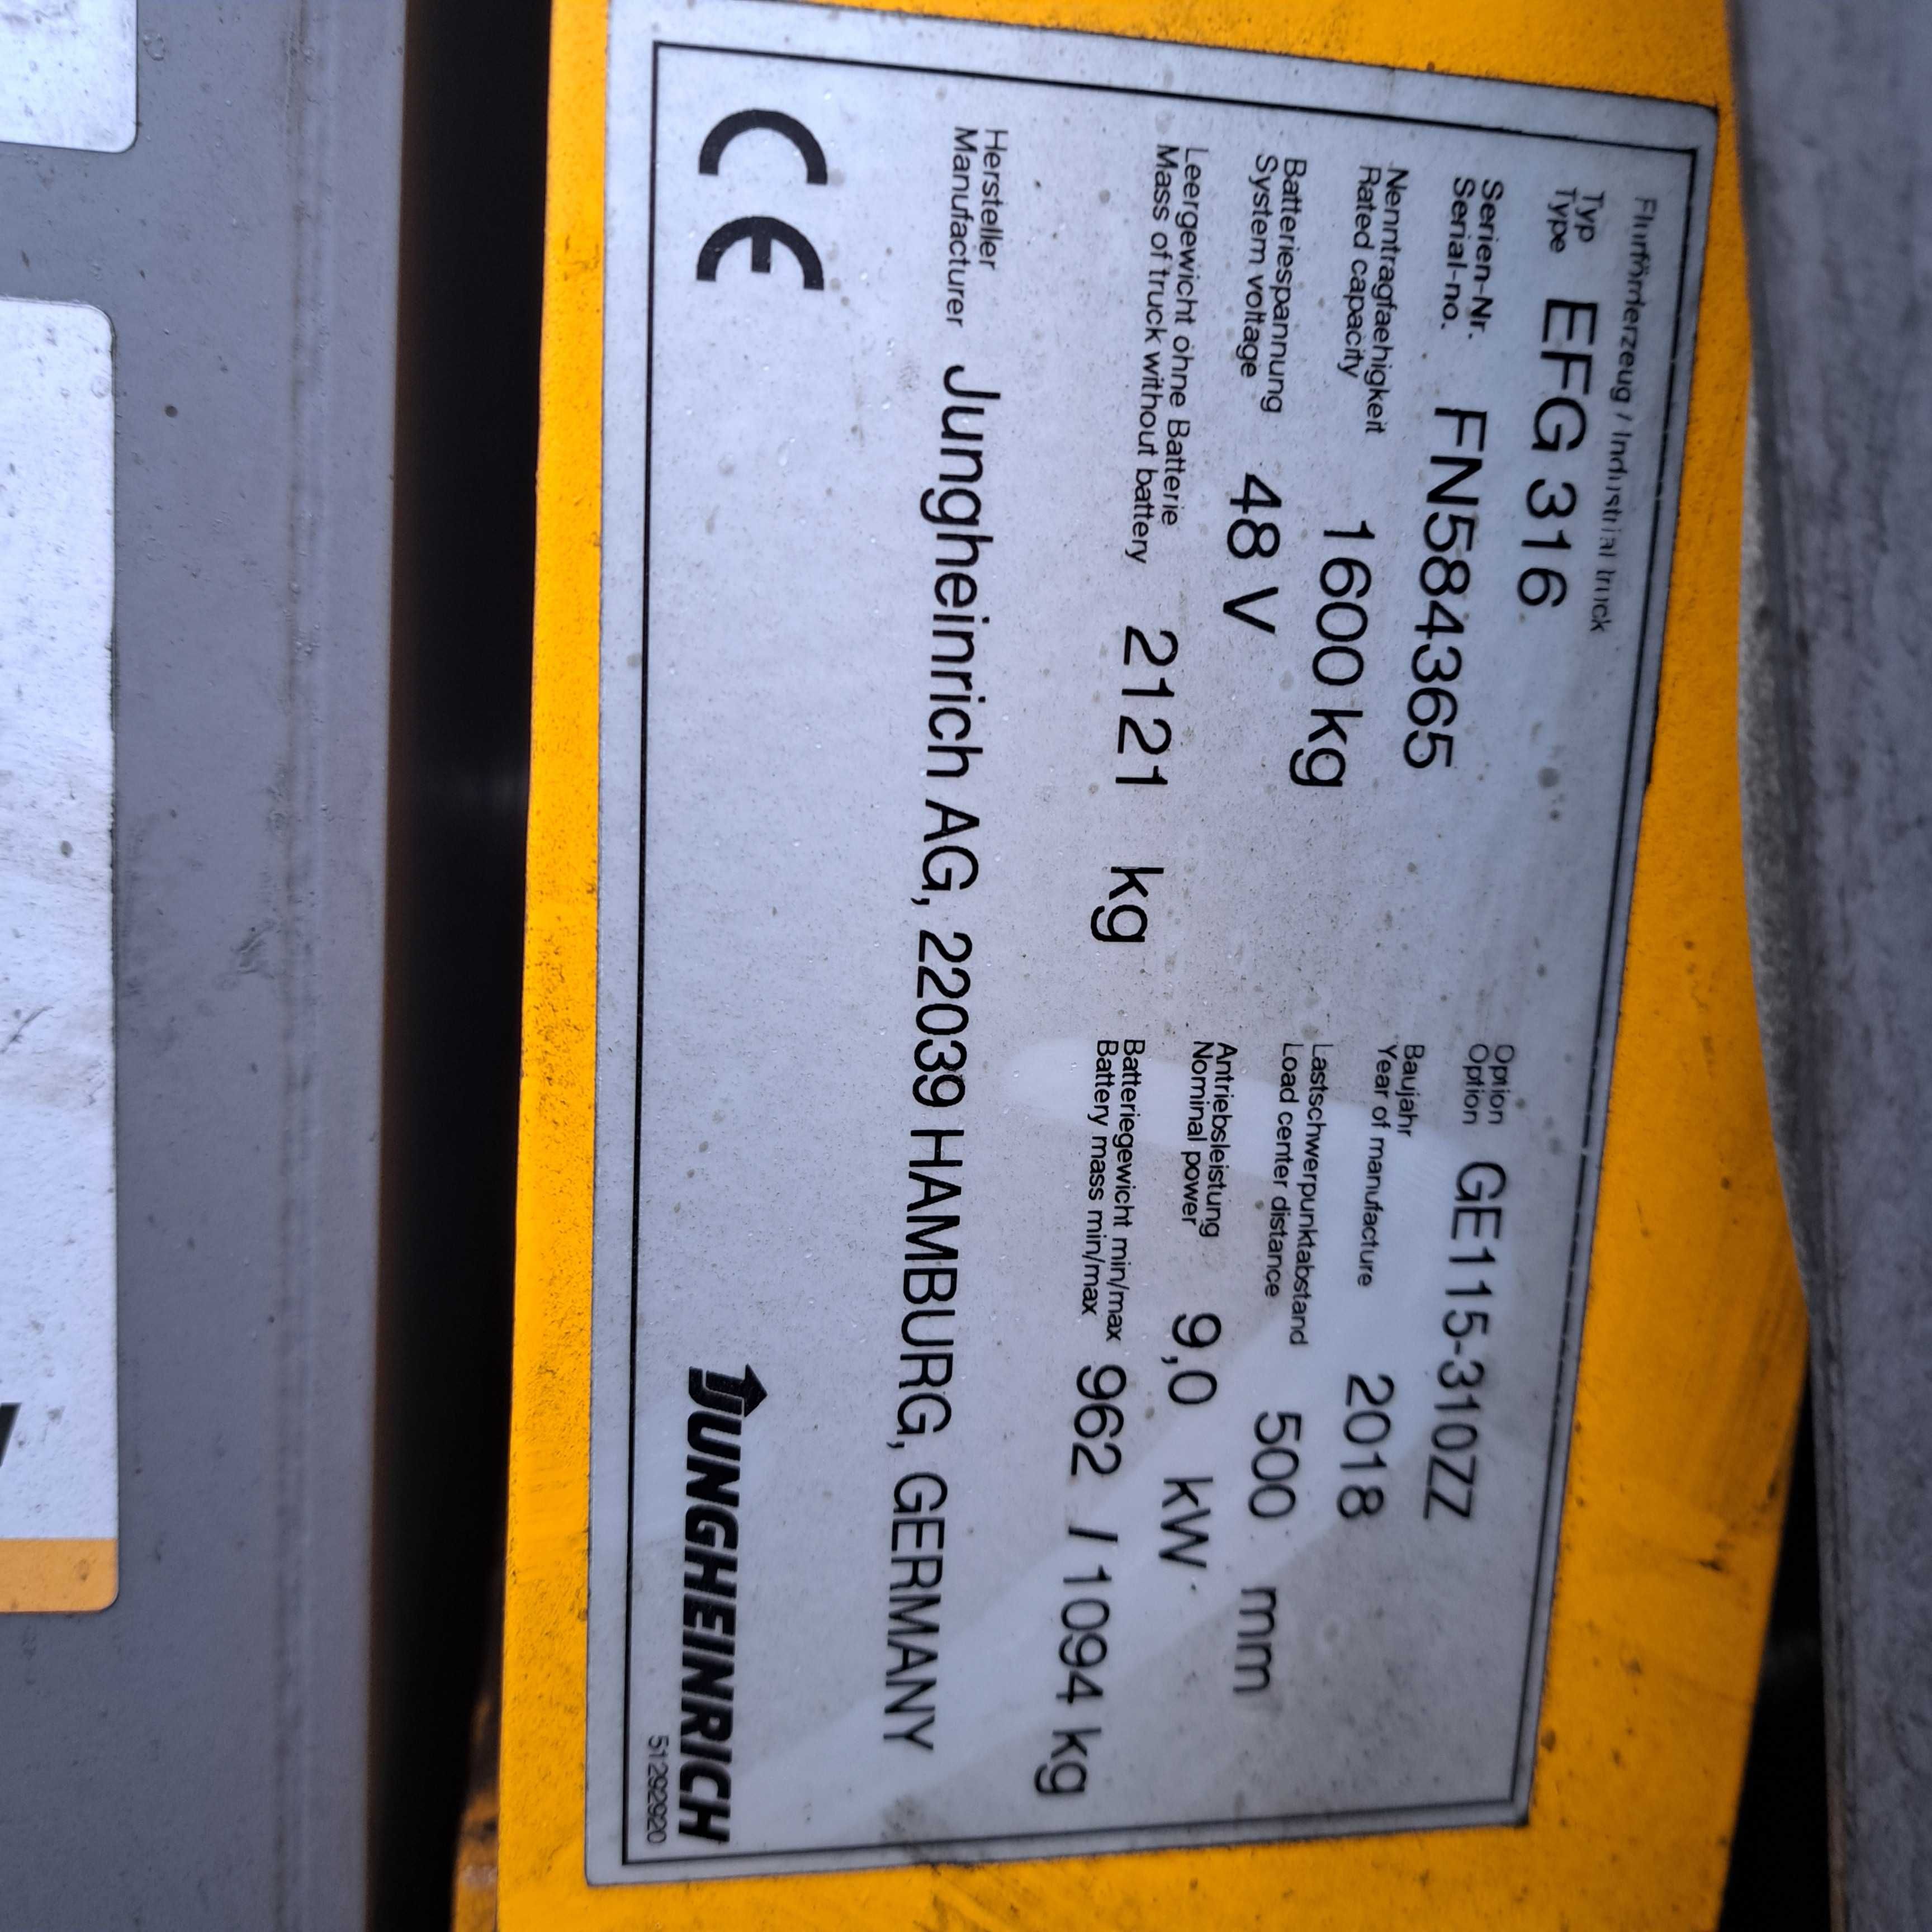 Flurförderzeug / Industrial truck
Typ
Type EFG 316
Option
Option GE115-310ZZ
Serien-Nr.
Serial-no. FN584365
Baujahr
Year of manufacture 2018
Nenntragfaehigkeit
Rated capacity 1600 kg
Lastschwerpunktabstand
Load center distance 500 mm
Batteriespannung
System voltage 48 V
Antriebsleistung
Nominal power 9,0 kW
Leergewicht ohne Batterie
Mass of truck without battery 2121 kg
Batteriegewicht min/max
Battery mass min/max 962 / 1094 kg
Hersteller
Manufacturer Jungheinrich AG, 22039 HAMBURG, GERMANY
CE
JUNGHEINRICH
51292920